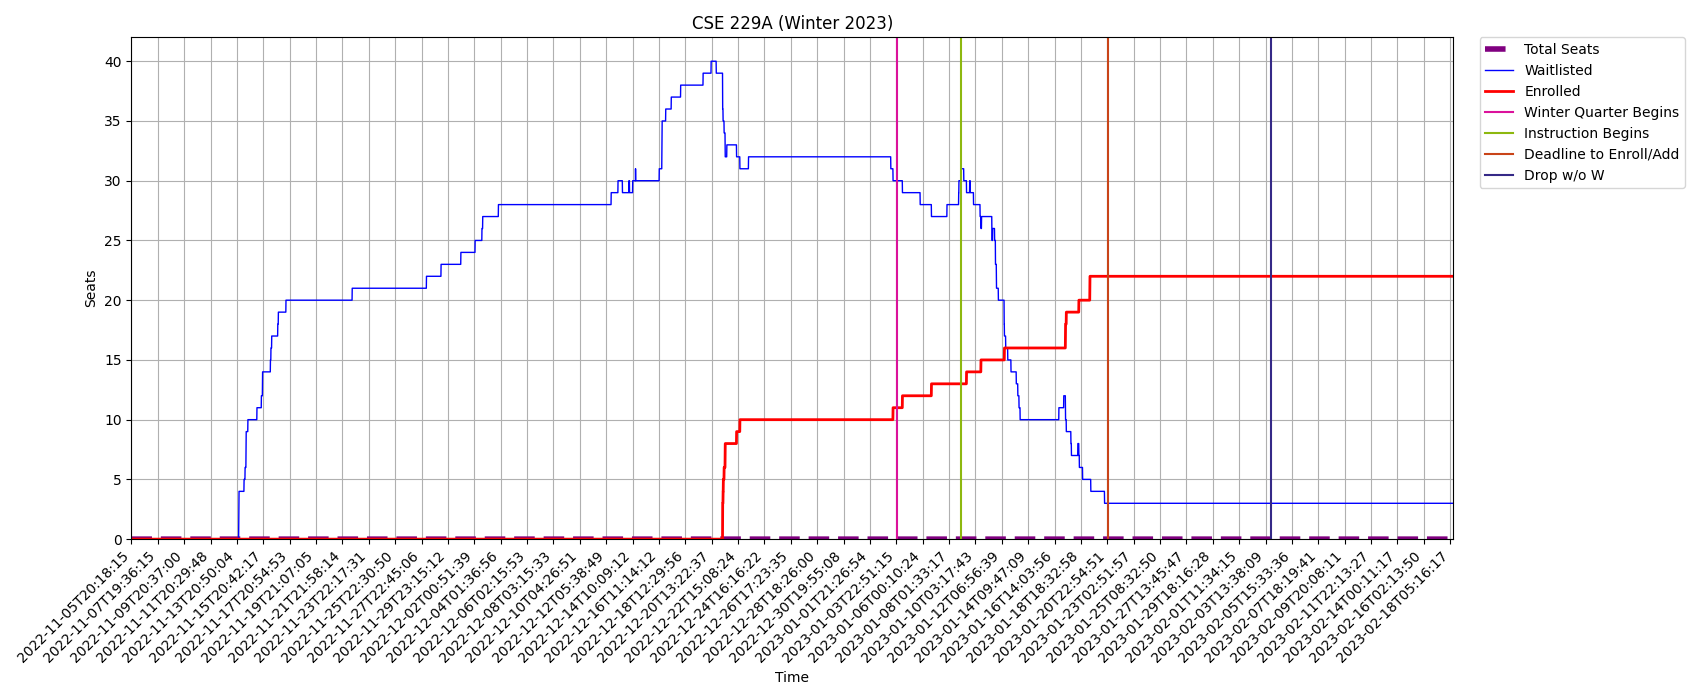 CSE 229A (Winter 2023)
Total Seats
Waitlisted
Enrolled
Winter Quarter Begins
Instruction Begins
Deadline to Enroll/Add
Drop w/o W
40
35
30
25
20
15
10
5
0
Seats
2022-11-05T20:18:15
2022-11-07T19:36:15
2022-11-09T20:37:00
2022-11-11T20:29:48
2022-11-13T20:50:04
2022-11-15T20:42:17
2022-11-17T20:54:53
2022-11-19T21:07:05
2022-11-21T21:58:14
2022-11-23T22:17:31
2022-11-25T22:30:50
2022-11-27T22:45:06
2022-11-29T23:15:12
2022-12-02T00:51:39
2022-12-04T01:36:56
2022-12-06T02:15:53
2022-12-08T03:15:33
2022-12-10T04:26:51
2022-12-12T05:38:49
2022-12-14T10:09:12
2022-12-16T11:14:12
2022-12-18T12:29:56
2022-12-20T13:22:37
2022-12-22T15:08:24
2022-12-24T16:16:22
2022-12-26T17:23:35
2022-12-28T18:26:00
2022-12-30T19:55:08
2023-01-01T21:26:54
2023-01-03T22:51:15
2023-01-06T00:10:24
2023-01-08T01:33:17
2023-01-10T03:17:43
2023-01-12T06:56:39
2023-01-14T09:47:09
2023-01-16T14:03:56
2023-01-18T18:32:58
2023-01-20T22:54:51
2023-01-23T02:51:57
2023-01-25T08:32:50
2023-01-27T13:45:47
2023-01-29T18:16:28
2023-02-01T11:34:15
2023-02-03T13:38:09
2023-02-05T15:33:36
2023-02-07T18:19:41
2023-02-09T20:08:11
2023-02-11T22:13:27
2023-02-14T00:11:17
2023-02-16T02:13:50
2023-02-18T05:16:17
Time